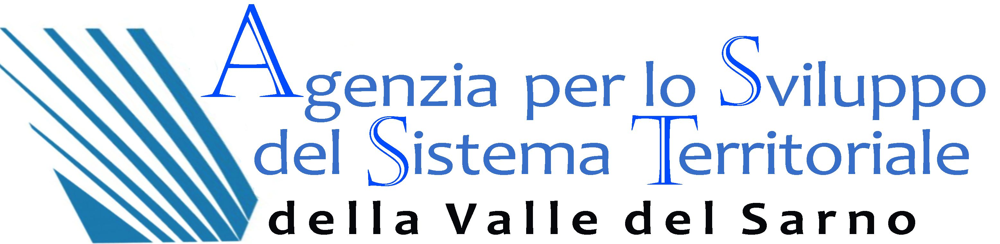 Agenzia per lo Sviluppo
del Sistema Territoriale
della Valle del Sarno